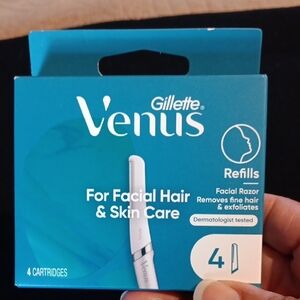 Gillette®
Venus
Refills
For Facial Hair
& Skin Care
Facial Razor
Removes fine hair
& exfoliates
Dermatologist tested
4
4 CARTRIDGES
Venus